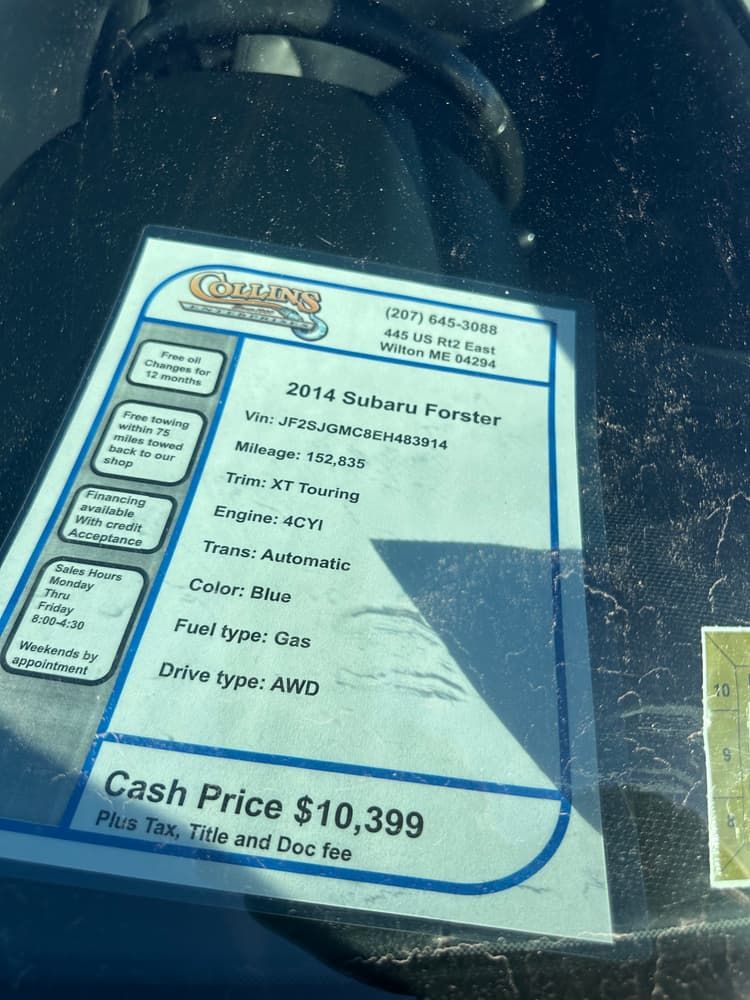 COLLINS
ENTERPRISES
(207) 645-3088
445 US Rt2 East
Wilton ME 04294
Free oil
Changes for
12 months
Free towing
within 75
miles towed
back to our
shop
Financing
available
With credit
Acceptance
Sales Hours
Monday
Thru
Friday
8:00-4:30
Weekends by
appointment
2014 Subaru Forster
Vin: JF2SJGMC8EH483914
Mileage: 152,835
Trim: XT Touring
Engine: 4CYl
Trans: Automatic
Color: Blue
Fuel type: Gas
Drive type: AWD
Cash Price $10,399
Plus Tax, Title and Doc fee
10
9
8